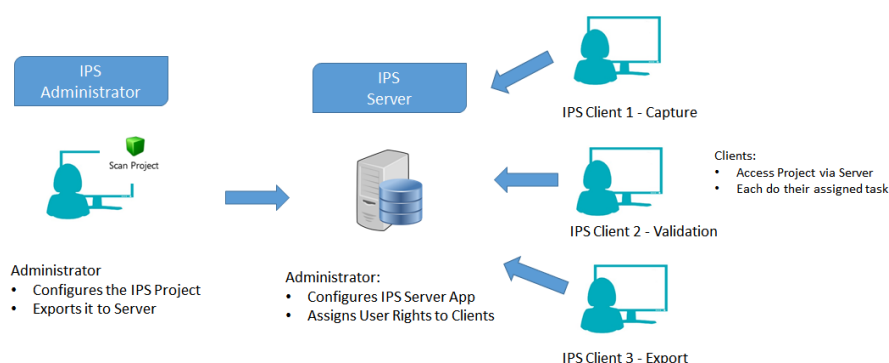 IPS
Administrator
Scan Project
Administrator
• Configures the IPS Project
• Exports it to Server
IPS
Server
Administrator:
• Configures IPS Server App
• Assigns User Rights to Clients
IPS Client 1 - Capture
IPS Client 2 - Validation
IPS Client 3 - Export
Clients:
• Access Project via Server
• Each do their assigned task